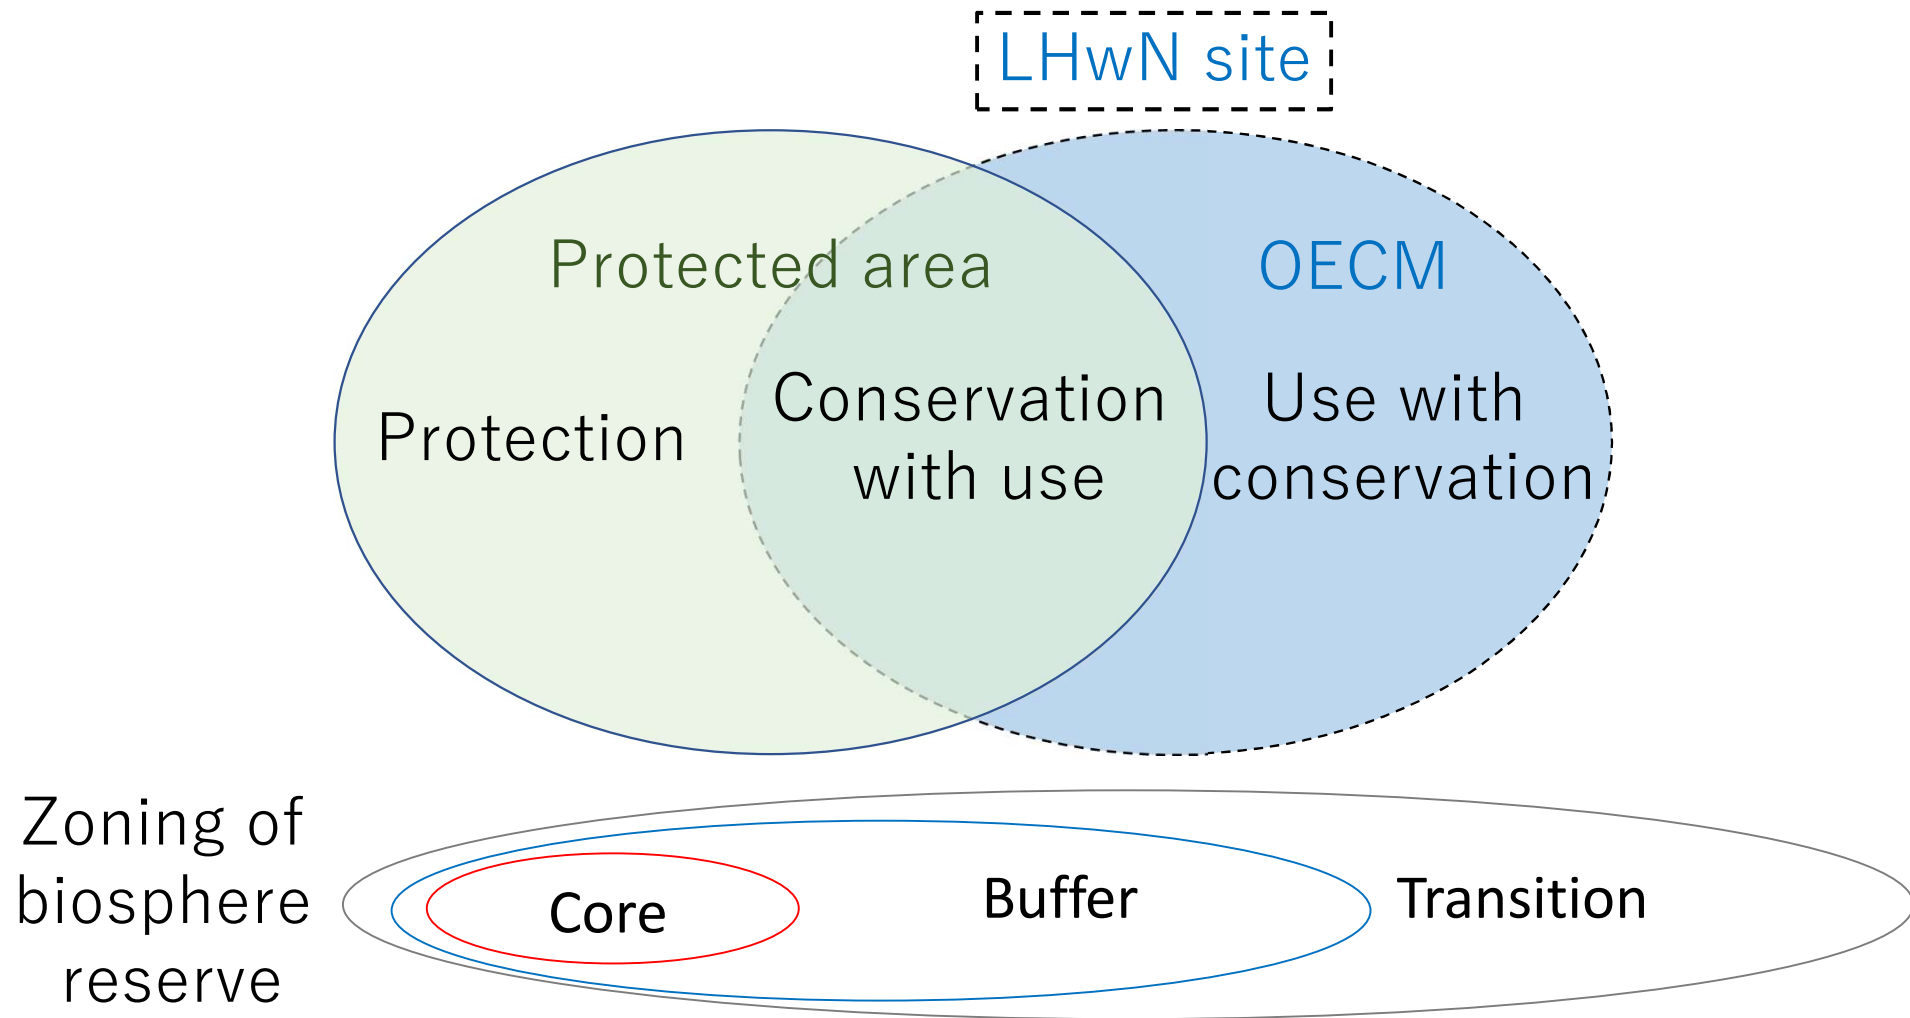 LHwN site
Protected area
OECM
Protection
Conservation
with use
Use with
conservation
Zoning of
biosphere
reserve
Core
Buffer
Transition